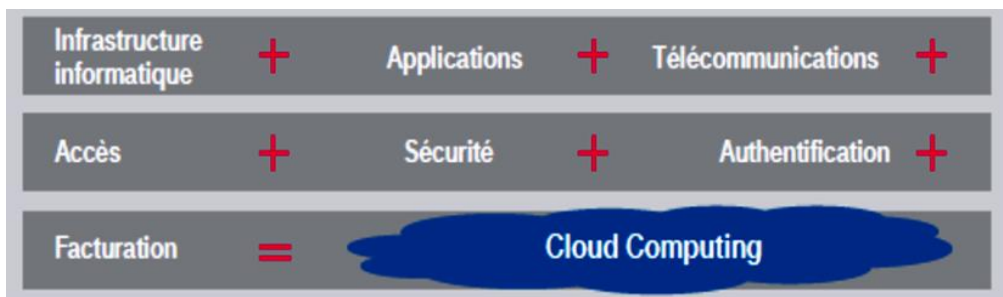 Infrastructure
informatique + Applications + Télécommunications +
Accès + Sécurité + Authentification +
Facturation = Cloud Computing